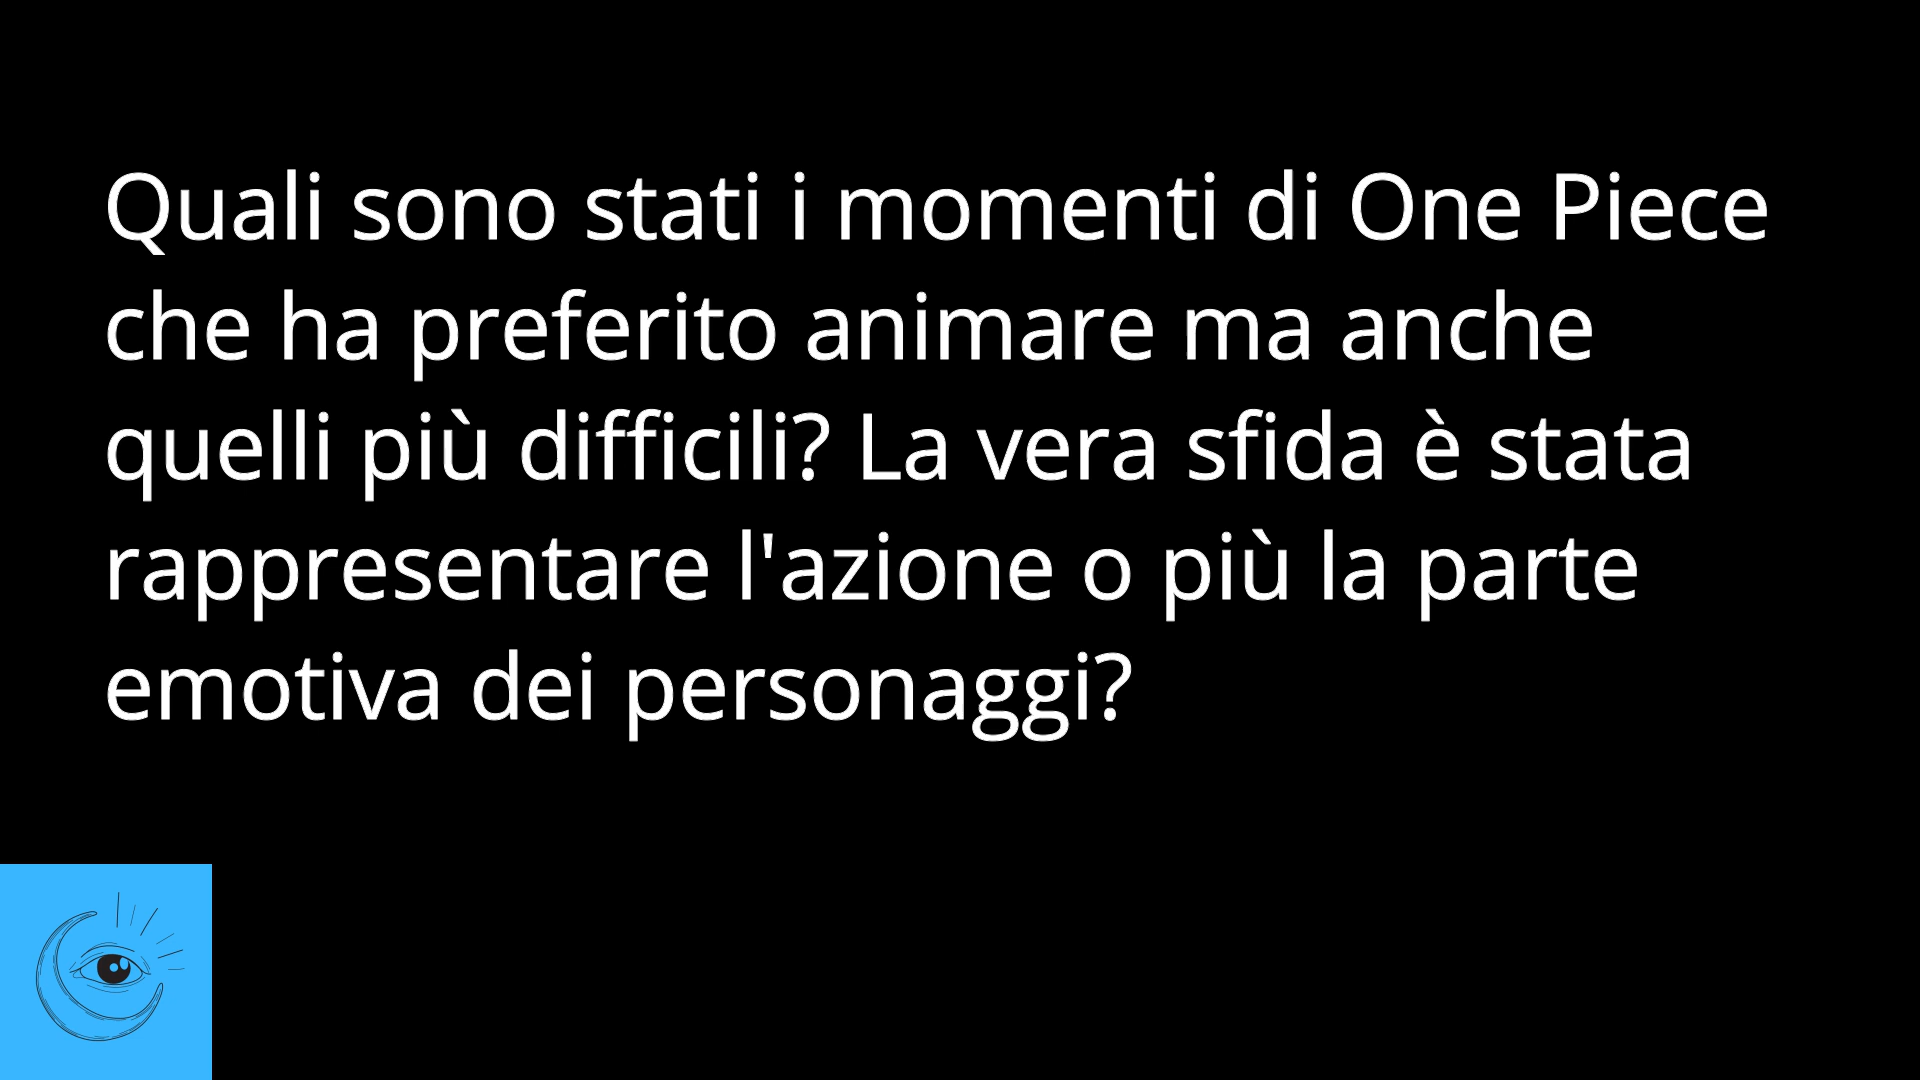 Quali sono stati i momenti di One Piece
che ha preferito animare ma anche
quelli più difficili? La vera sfida è stata
rappresentare l'azione o più la parte
emotiva dei personaggi?